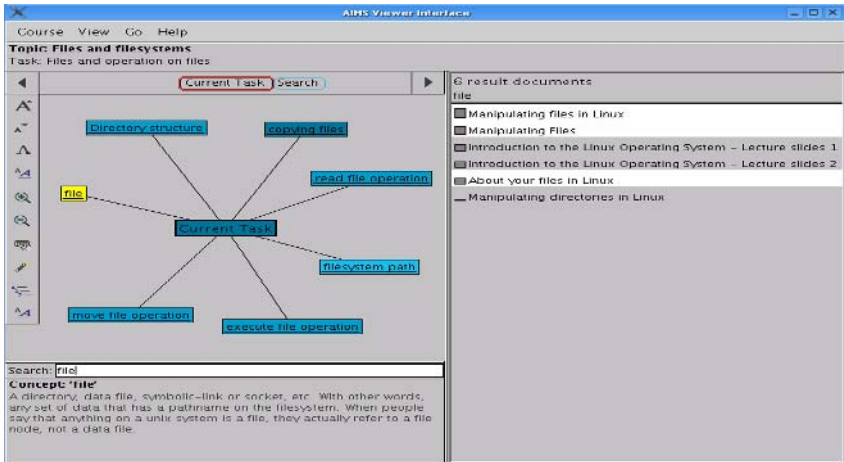 AIMS Viewer Interface
Course View Go Help
Topic: Files and filesystems
Task: Files and operation on files
Current Task Search
Directory structure
copying files
read file operation
file
Current Task
filesystem path
move file operation
execute file operation
Search: file
Concept: 'file'
A directory, data file, symbolic-link or socket, etc. With other words,
any set of data that has a pathname on the filesystem. When people
say that anything on a unix system is a file, they actually refer to a file
node, not a data file.
6 result documents
file
Manipulating files in Linux
Manipulating Files
Introduction to the Linux Operating System - Lecture slides 1
Introduction to the Linux Operating System - Lecture slides 2
About your files in Linux
Manipulating directories in Linux